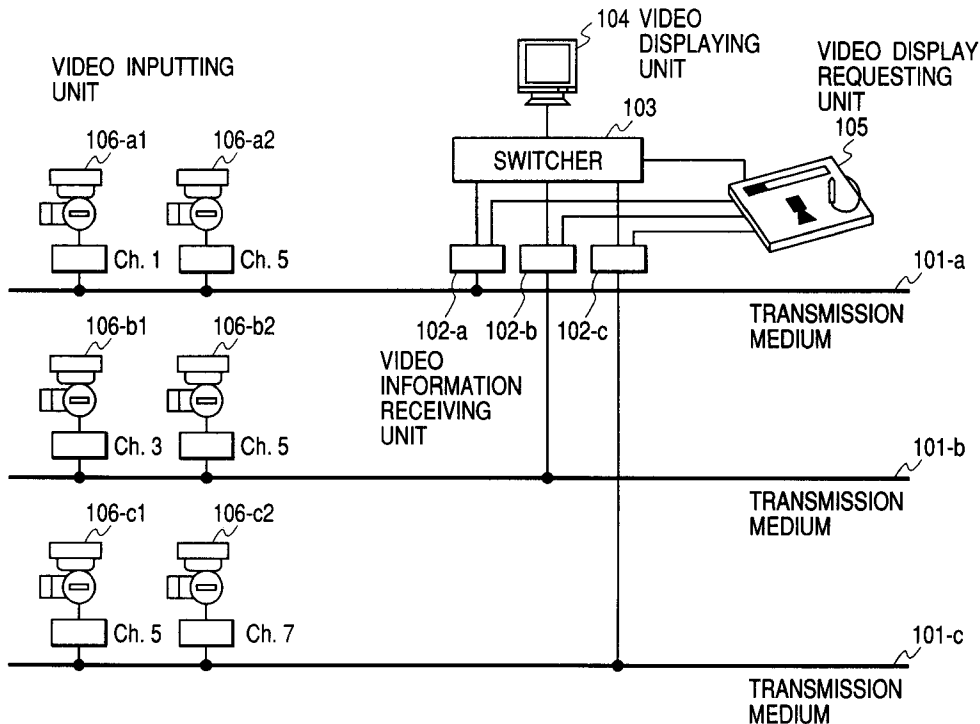 104 VIDEO
DISPLAYING
UNIT
VIDEO DISPLAY
REQUESTING
UNIT
105
VIDEO INPUTTING
UNIT
103
SWITCHER
106-a1
106-a2
Ch. 1
Ch. 5
101-a
TRANSMISSION
MEDIUM
102-a
102-b
102-c
VIDEO
INFORMATION
RECEIVING
UNIT
106-b1
106-b2
Ch. 3
Ch. 5
101-b
TRANSMISSION
MEDIUM
106-c1
106-c2
Ch. 5
Ch. 7
101-c
TRANSMISSION
MEDIUM